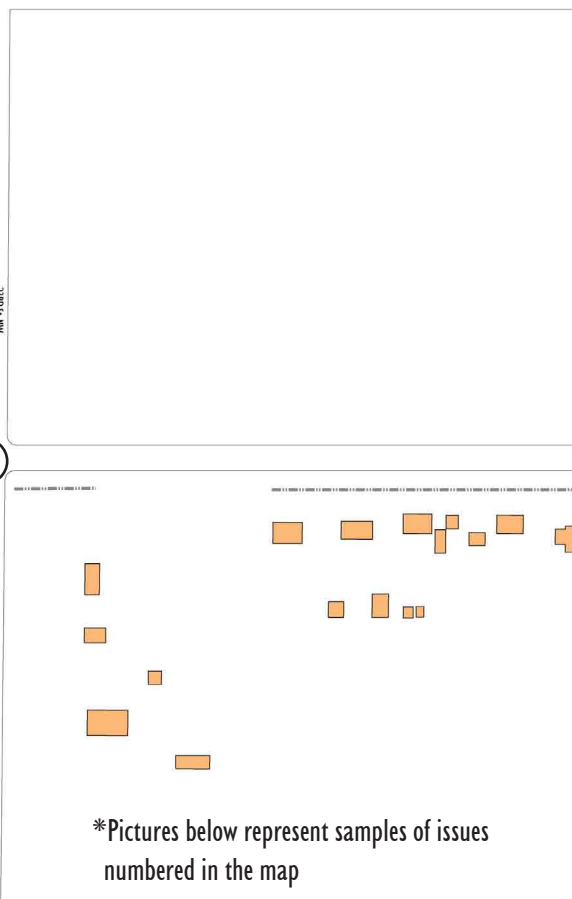 *Pictures below represent samples of issues
numbered in the map